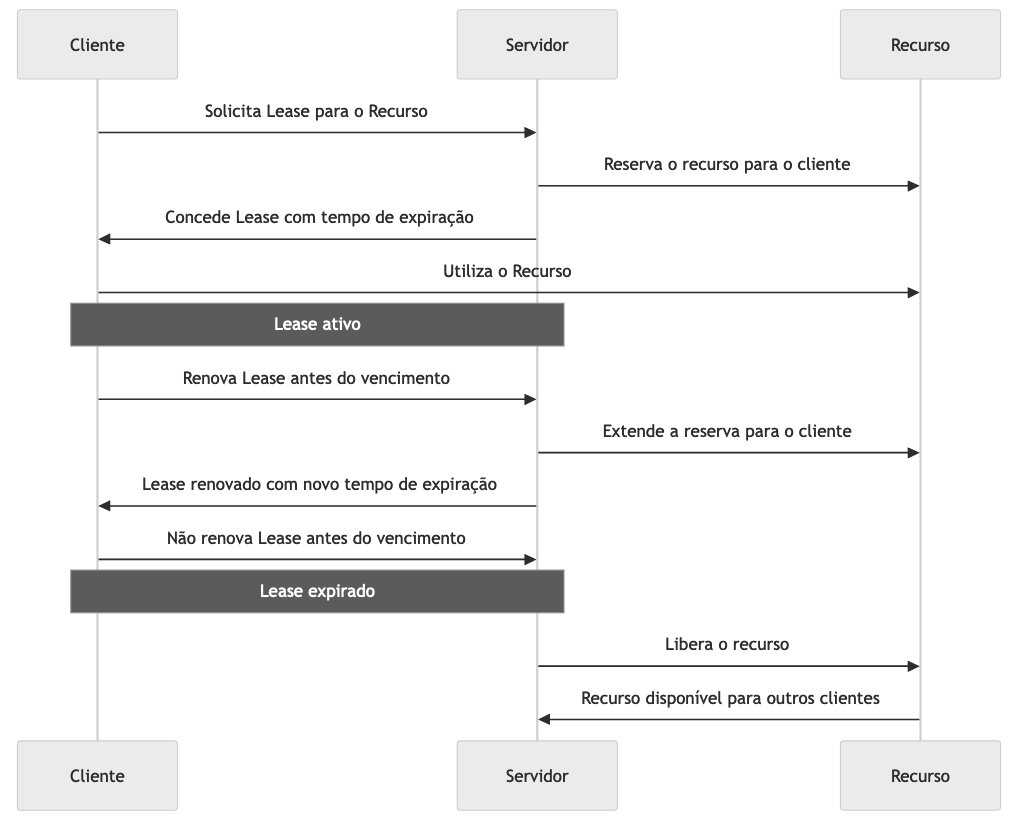 Cliente
Servidor
Recurso
Solicita Lease para o Recurso
Reserva o recurso para o cliente
Concede Lease com tempo de expiração
Utiliza o Recurso
Lease ativo
Renova Lease antes do vencimento
Extende a reserva para o cliente
Lease renovado com novo tempo de expiração
Não renova Lease antes do vencimento
Lease expirado
Libera o recurso
Recurso disponível para outros clientes
Cliente
Servidor
Recurso